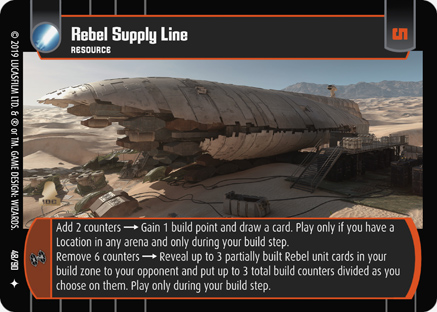 Rebel Supply Line
RESOURCE
5
Add 2 counters → Gain 1 build point and draw a card. Play only if you have a
Location in any arena and only during your build step.
Remove 6 counters → Reveal up to 3 partially built Rebel unit cards in your
build zone to your opponent and put up to 3 total build counters divided as you
choose on them. Play only during your build step.
© 2019 LUCASFILM LTD. & ® or TM. GAME DESIGN: WIZARDS.